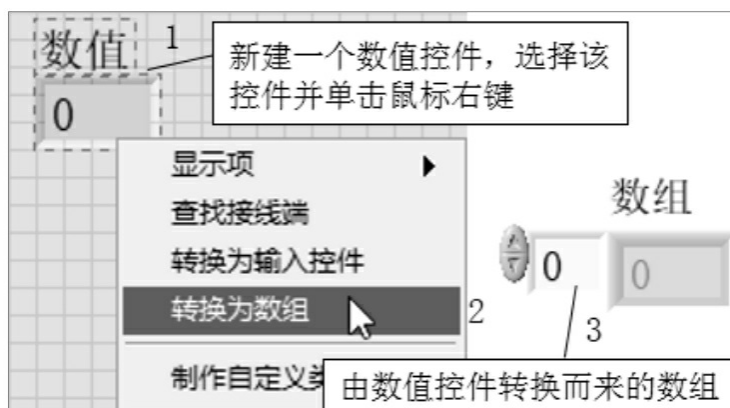 数值
1
新建一个数值控件，选择该
控件并单击鼠标右键
0
显示项
查找接线端
转换为输入控件
转换为数组
2
制作自定义
数组
0
0
3
由数值控件转换而来的数组